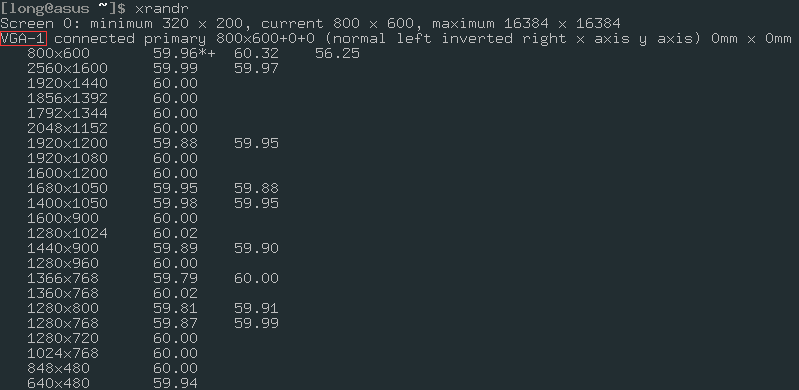 [long@asus ~]$ xrandr
Screen 0: minimum 320 x 200, current 800 x 600, maximum 16384 x 16384
VGA-1 connected primary 800x600+0+0 (normal left inverted right x axis y axis) 0mm x 0mm
   800x600       59.96*+  60.32    56.25
   2560x1600     59.99    59.97
   1920x1440     60.00
   1856x1392     60.00
   1792x1344     60.00
   2048x1152     60.00
   1920x1200     59.88    59.95
   1920x1080     60.00
   1600x1200     60.00
   1680x1050     59.95    59.88
   1400x1050     59.98    59.95
   1600x900      60.00
   1280x1024     60.02
   1440x900      59.89    59.90
   1280x960      60.00
   1366x768      59.79    60.00
   1360x768      60.02
   1280x800      59.81    59.91
   1280x768      59.87    59.99
   1280x720      60.00
   1024x768      60.00
   848x480       60.00
   640x480       59.94